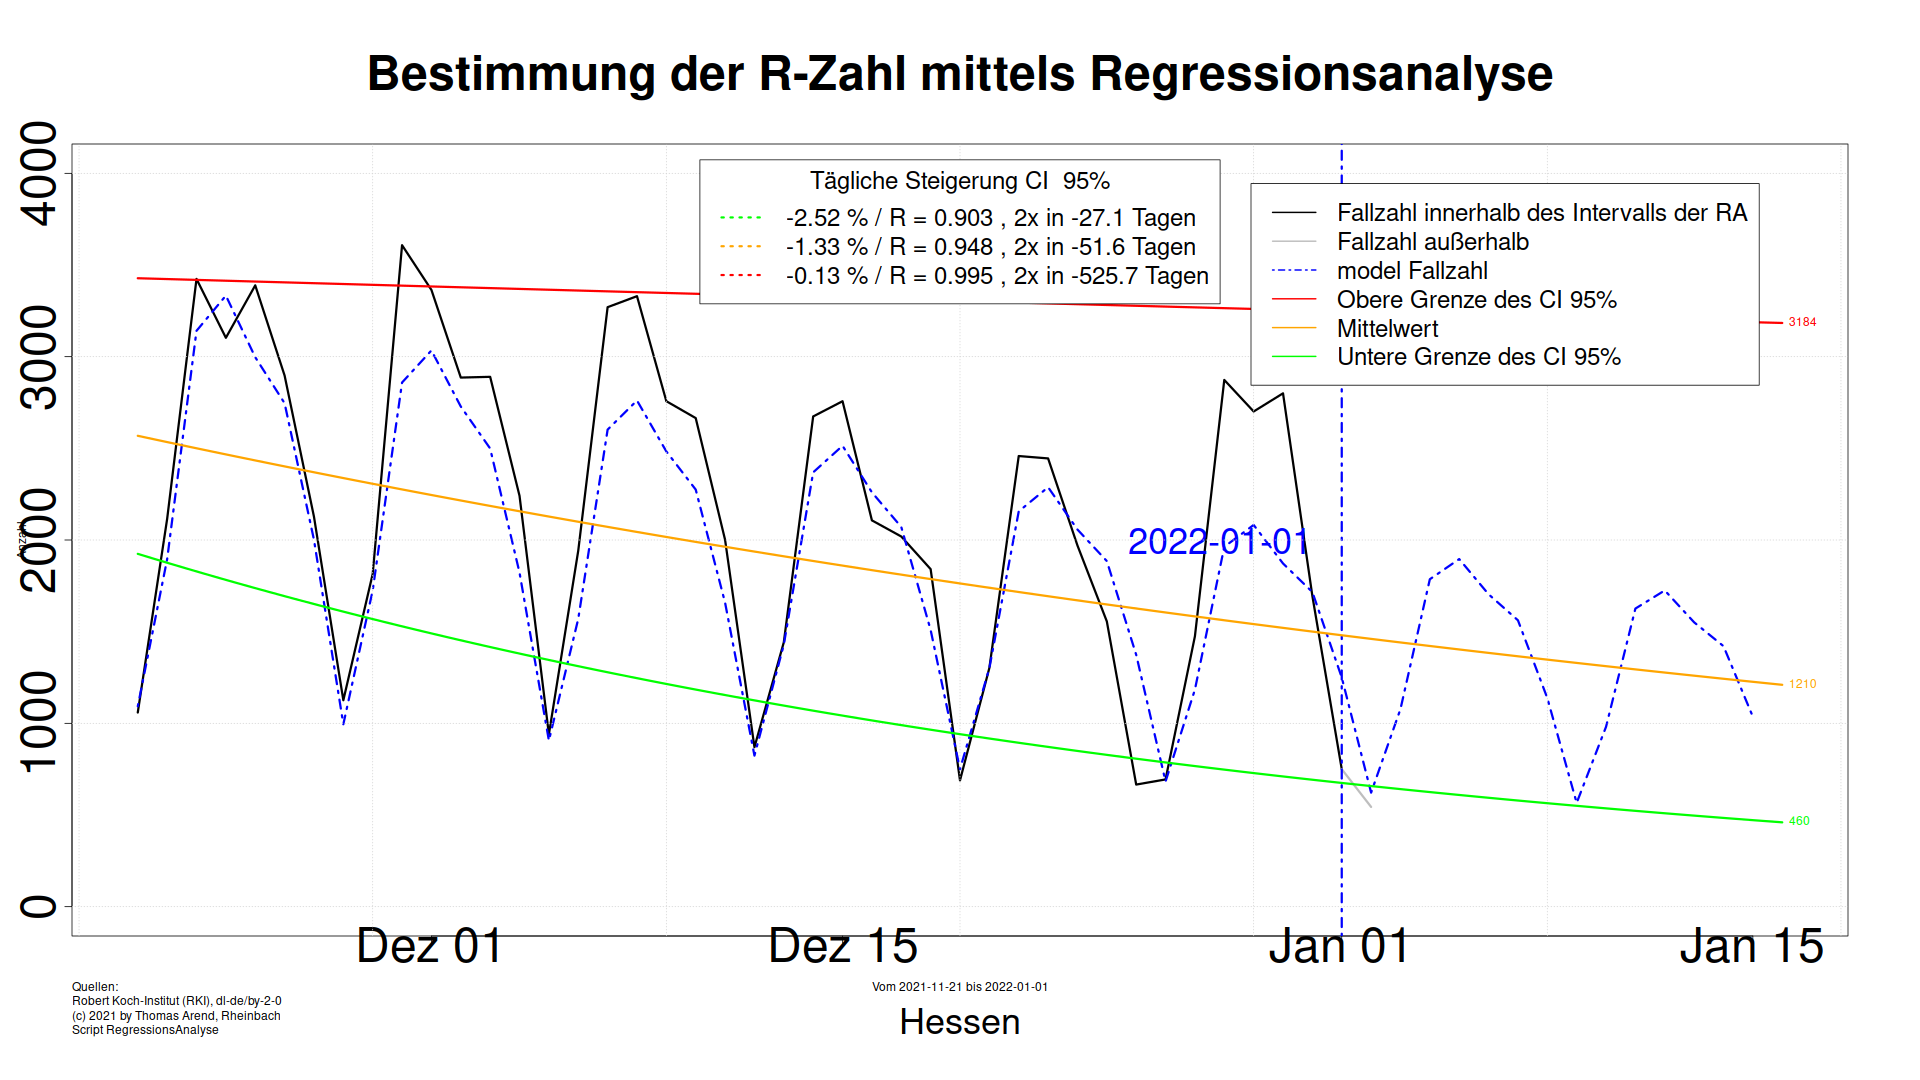 Bestimmung der R-Zahl mittels Regressionsanalyse
4000
3000
2000
1000
0
Anzahl
Tägliche Steigerung CI  95%
-2.52 % / R = 0.903 , 2x in -27.1 Tagen
-1.33 % / R = 0.948 , 2x in -51.6 Tagen
-0.13 % / R = 0.995 , 2x in -525.7 Tagen
Fallzahl innerhalb des Intervalls der RA
Fallzahl außerhalb
model Fallzahl
Obere Grenze des CI 95%
Mittelwert
Untere Grenze des CI 95%
3184
2022-01-01
1210
460
Dez 01
Dez 15
Jan 01
Jan 15
Quellen:
Robert Koch-Institut (RKI), dl-de/by-2-0
(c) 2021 by Thomas Arend, Rheinbach
Script RegressionsAnalyse
Vom 2021-11-21 bis 2022-01-01
Hessen